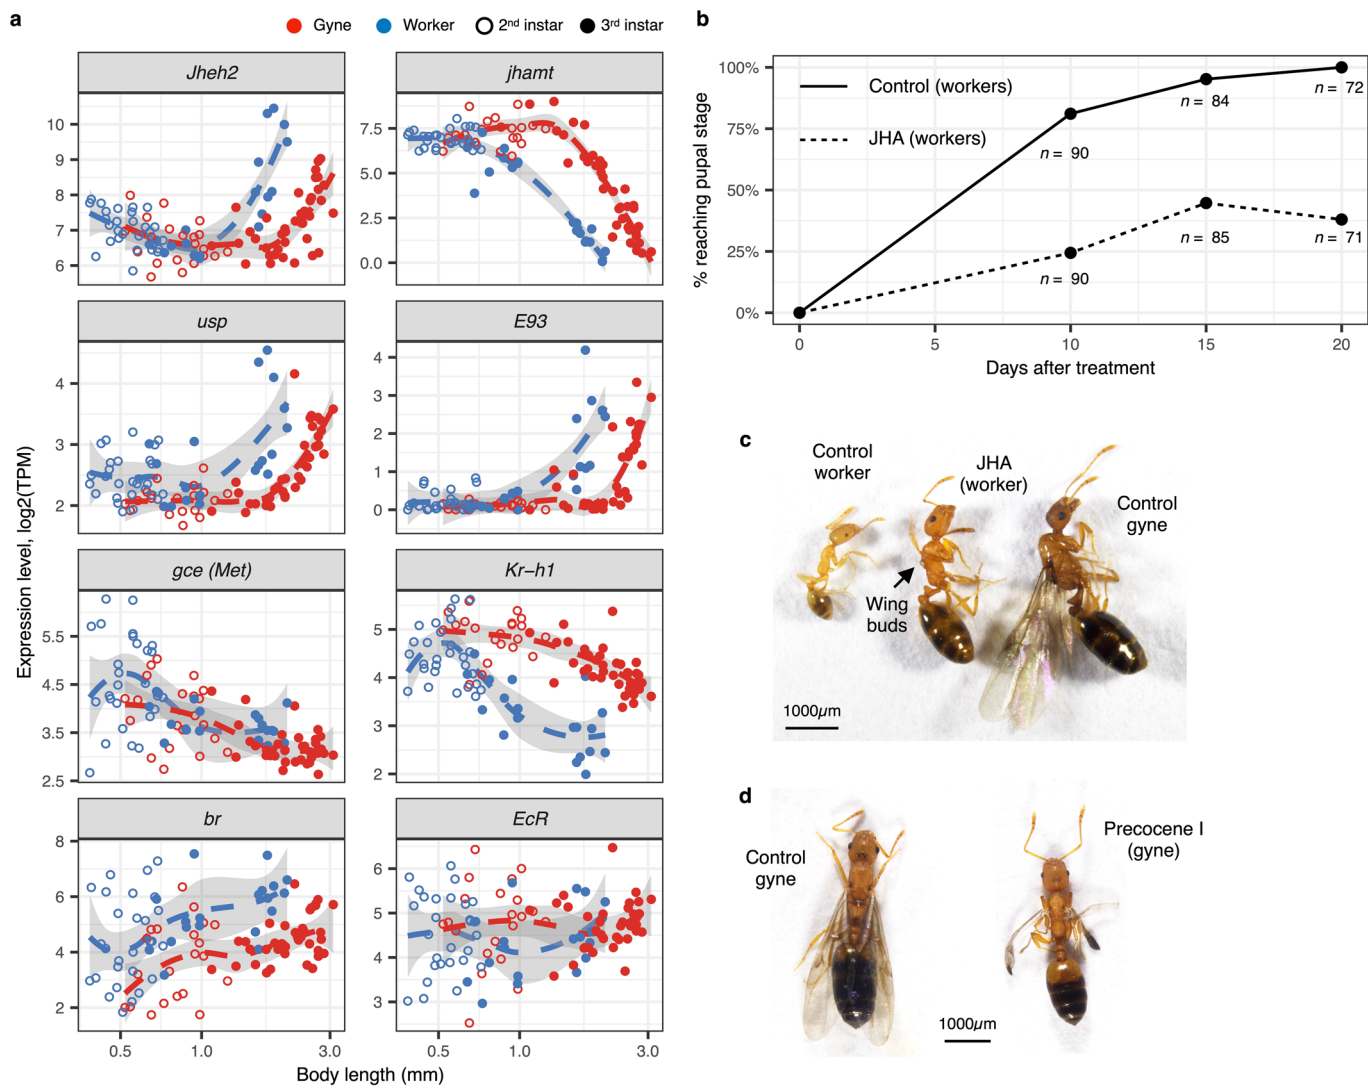 a
Gyne Worker 2nd instar 3rd instar
Jheh2
jhamt
10
9
8
7
6
7.5
5.0
2.5
0.0
usp
E93
4
3
2
4
3
2
1
0
gce (Met)
Kr–h1
5.5
4.5
3.5
2.5
5
4
3
2
br
EcR
8
6
4
2
6
5
4
3
0.5 1.0 3.0
0.5 1.0 3.0
Expression level, log2(TPM)
Body length (mm)
b
% reaching pupal stage
100%
75%
50%
25%
0%
Control (workers)
JHA (workers)
n = 90
n = 84
n = 72
n = 90
n = 85
n = 71
0 5 10 15 20
Days after treatment
c
Control
worker
JHA
(worker)
Control
gyne
Wing
buds
1000µm
d
Control
gyne
Precocene I
(gyne)
1000µm